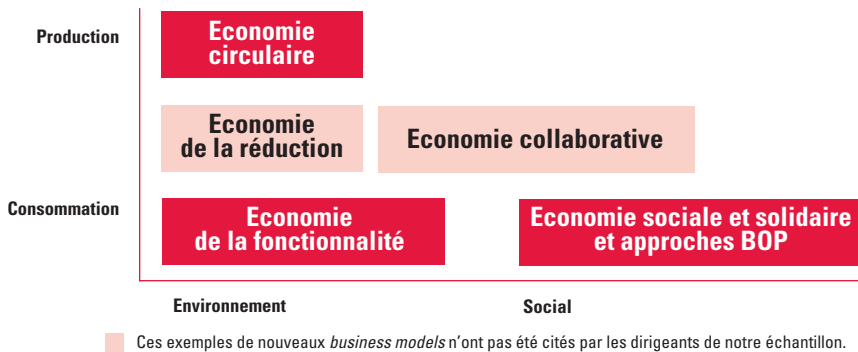 Production
Economie
circulaire
Economie
de la réduction
Economie collaborative
Consommation
Economie
de la fonctionnalité
Economie sociale et solidaire
et approches BOP
Environnement
Social
Ces exemples de nouveaux business models n'ont pas été cités par les dirigeants de notre échantillon.